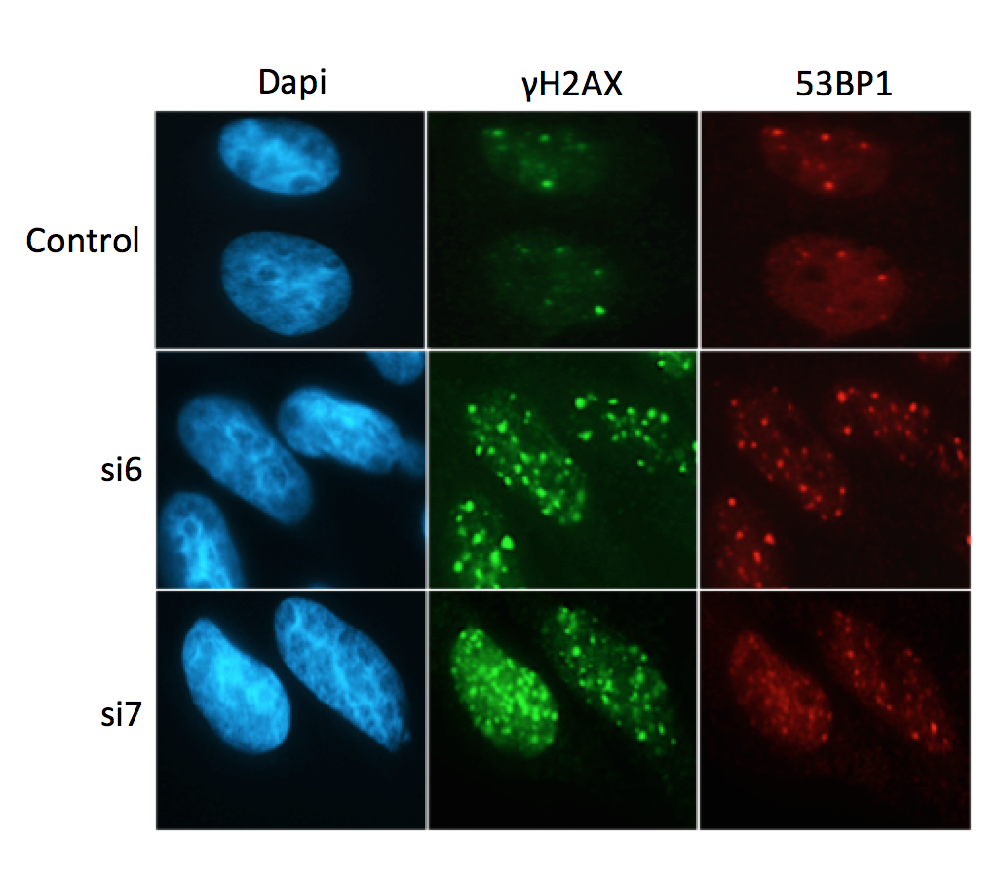 Dapi γH2AX 53BP1
Control
si6
si7